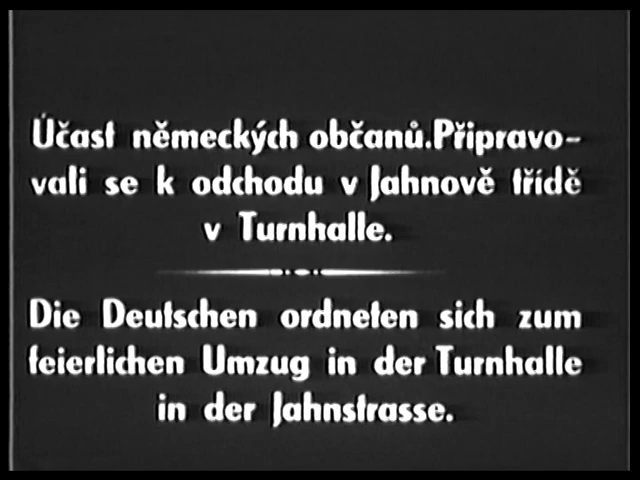 Účast německých občanů.Připravo-
vali se k odchodu v Jahnově třídě
v Turnhalle.
Die Deutschen ordneten sich zum
feierlichen Umzug in der Turnhalle
in der Jahnstrasse.